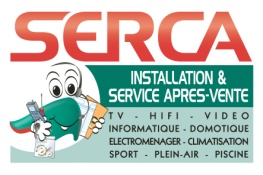 SERCA
INSTALLATION &
SERVICE APRES-VENTE
TV - HIFI - VIDEO
INFORMATIQUE - DOMOTIQUE
ELECTROMENAGER - CLIMATISATION
SPORT - PLEIN-AIR - PISCINE